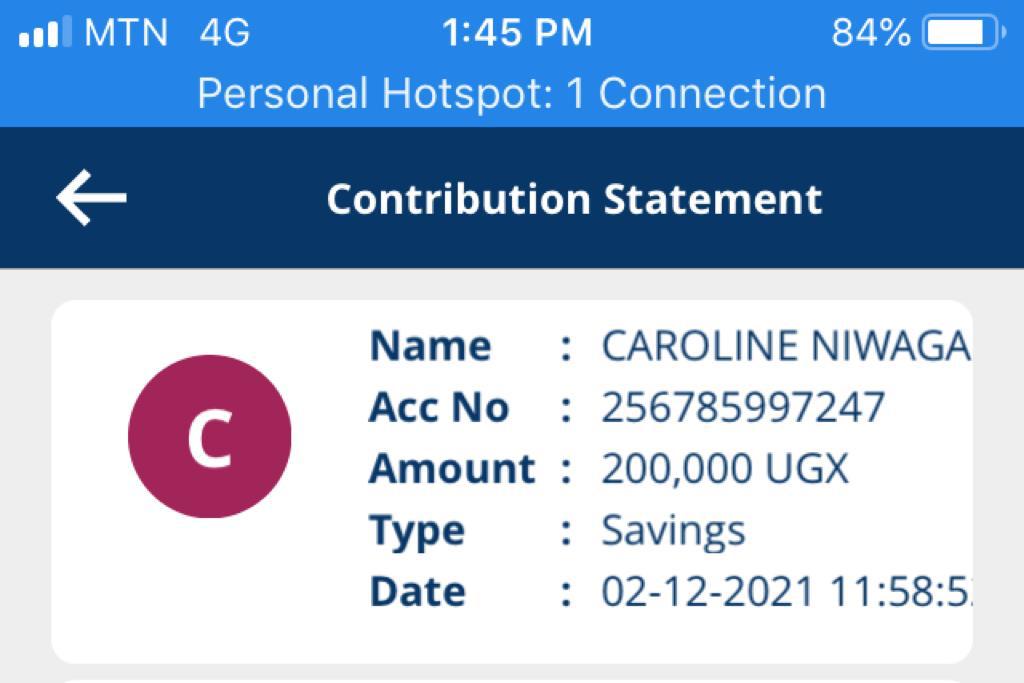 MTN 4G 1:45 PM 84%
Personal Hotspot: 1 Connection
Contribution Statement
C
Name : CAROLINE NIWAGA
Acc No : 256785997247
Amount : 200,000 UGX
Type : Savings
Date : 02-12-2021 11:58:5